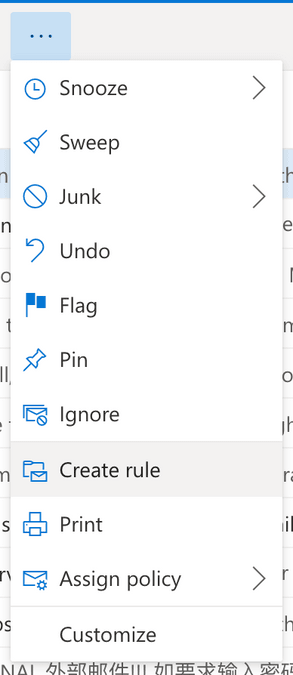 ...
Snooze
Sweep
Junk
Undo
Flag
Pin
Ignore
Create rule
Print
Assign policy
Customize
NAL 外部邮件!!! 如要求输入密码